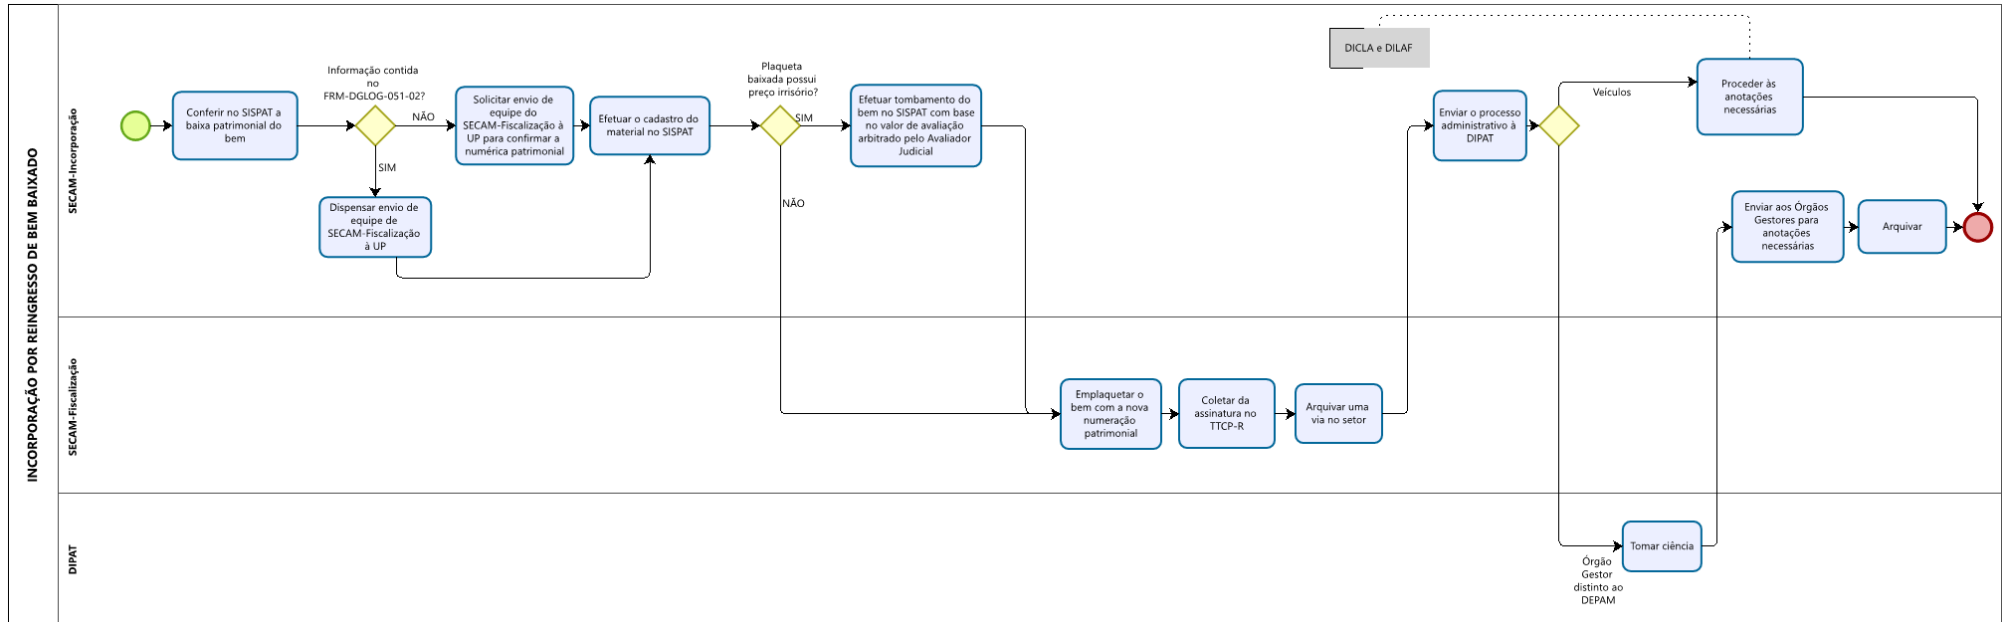 INCORPORAÇÃO POR REINGRESSO DE BEM BAIXADO
SECAM-Incorporação
Conferir no SISPAT a
baixa patrimonial do
bem
Informação contida
no
FRM-DGLOG-051-02?
NÃO
SIM
Dispensar envio de
equipe de
SECAM-Fiscalização
à UP
Solicitar envio de
equipe do
SECAM-Fiscalização à
UP para confirmar a
numérica patrimonial
Efetuar o cadastro do
material no SISPAT
Plaqueta
baixada possui
preço irrisório?
SIM
NÃO
Efetuar tombamento do
bem no SISPAT com base
no valor de avaliação
arbitrado pelo Avaliador
Judicial
DICLA e DILAF
Enviar o processo
administrativo à
DIPAT
Veículos
Proceder às
anotações
necessárias
Enviar aos Órgãos
Gestores para
anotações
necessárias
Arquivar
SECAM-Fiscalização
Emplaquetar o
bem com a nova
numeração
patrimonial
Coletar da
assinatura no
TTCP-R
Arquivar uma
via no setor
DIPAT
Órgão
Gestor
distinto ao
DEPAM
Tomar ciência